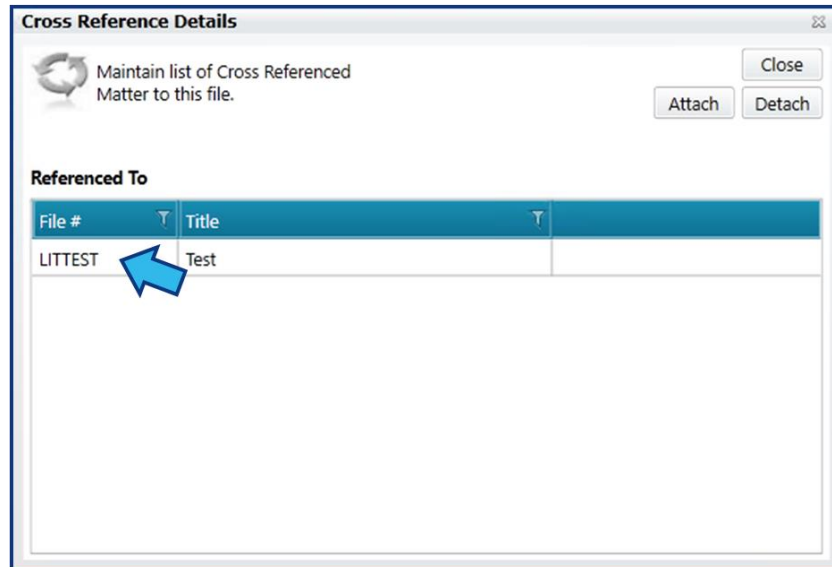 Cross Reference Details
Maintain list of Cross Referenced
Matter to this file.
Close
Attach Detach
Referenced To
File # Title
LITTEST Test